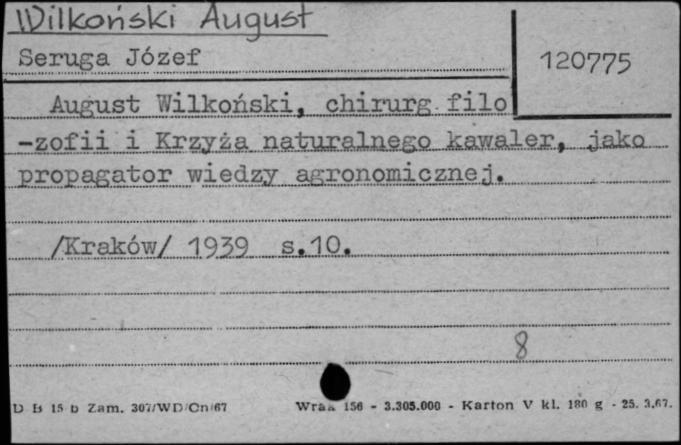 Wilkoński August
Seruga Józef
120775
August Wilkoński, chirurg filo
-zofii i Krzyża naturalnego kawaler, jako
propagator wiedzy agronomicznej.
/Kraków/ 1939 s.10.
8
D B 15 b Zam. 307/WD/Cn/67 Wrzk 156 - 3.305.000 - Karton V kl. 180 g - 25. 3.67.